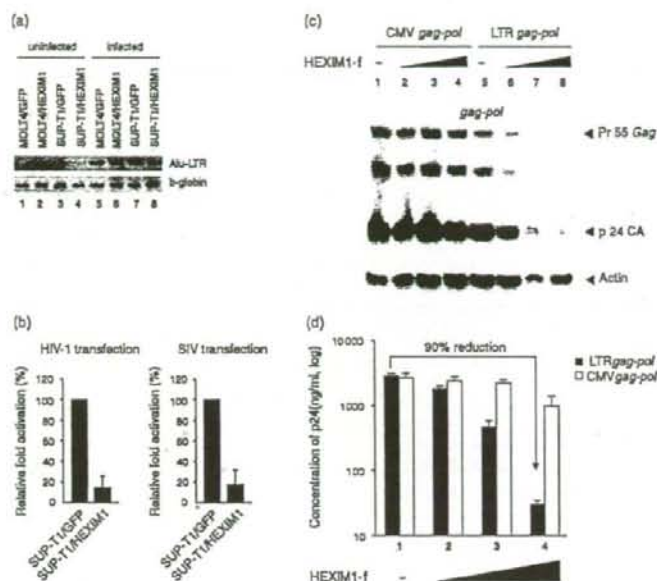 (a)
uninfected infected
MOLT4/GFP
MOLT4/HEXIM1
SUP-T1/GFP
SUP-T1/HEXIM1
MOLT4/GFP
MOLT4/HEXIM1
SUP-T1/GFP
SUP-T1/HEXIM1
Alu-LTR
b-globin
1 2 3 4 5 6 7 8
(b)
HIV-1 transfection
Relative fold activation (%)
120
100
80
60
40
20
0
SUP-T1/GFP
SUP-T1/HEXIM1
SIV transfection
Relative fold activation (%)
120
100
80
60
40
20
0
SUP-T1/GFP
SUP-T1/HEXIM1
(c)
CMV gag-pol LTR gag-pol
HEXIM1-f –
1 2 3 4 5 6 7 8
gag-pol
Pr 55 Gag
p 24 CA
Actin
(d)
90% reduction
LTRgag-pol
CMVgag-pol
Concentration of p24(ng/ml, log)
10 000
1000
100
10
1 2 3 4
HEXIM1-f –